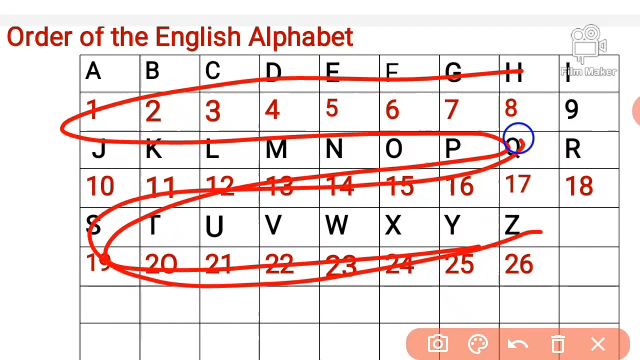 Order of the English Alphabet
Film Maker
A B C D E F G H I
1 2 3 4 5 6 7 8 9
J K L M N O P Q R
10 11 12 13 14 15 16 17 18
S T U V W X Y Z
19 20 21 22 23 24 25 26